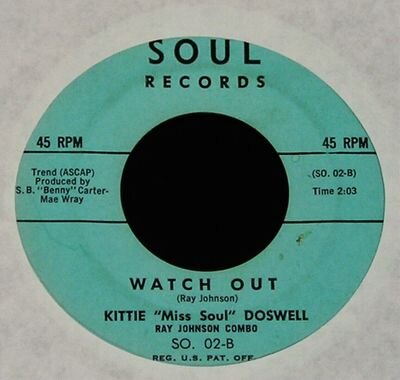 SOUL
RECORDS
45 RPM
45 RPM
Trend (ASCAP)
Produced by
S.B. "Benny" Carter-
Mae Wray
(SO. 02-B)
Time 2:03
WATCH OUT
(Ray Johnson)
KITTIE "Miss Soul" DOSWELL
RAY JOHNSON COMBO
SO. 02-B
REG. U.S. PAT. OFF.